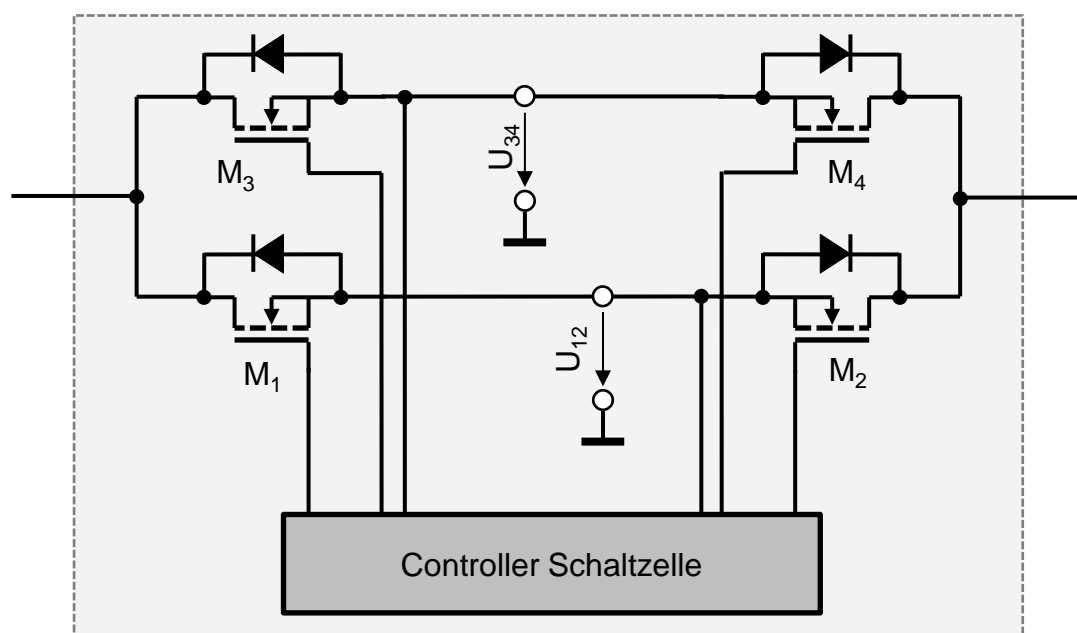 U₃₄
M₃
M₄
U₁₂
M₁
M₂
Controller Schaltzelle